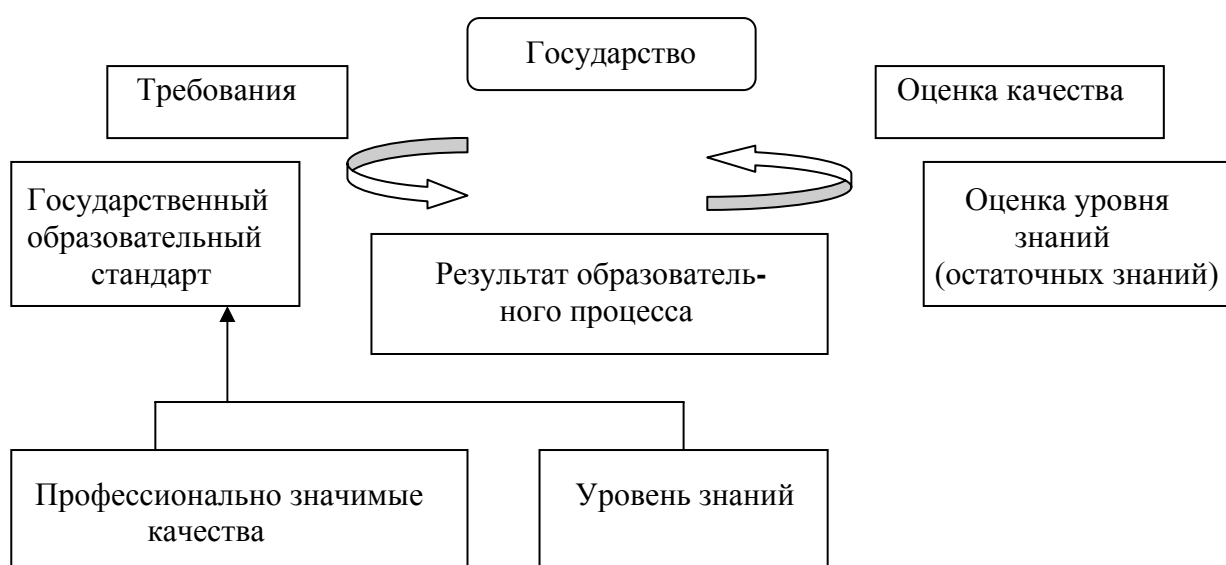 Государство
Требования
Оценка качества
Государственный
образовательный
стандарт
Результат образователь-
ного процесса
Оценка уровня
знаний
(остаточных знаний)
Профессионально значимые
качества
Уровень знаний